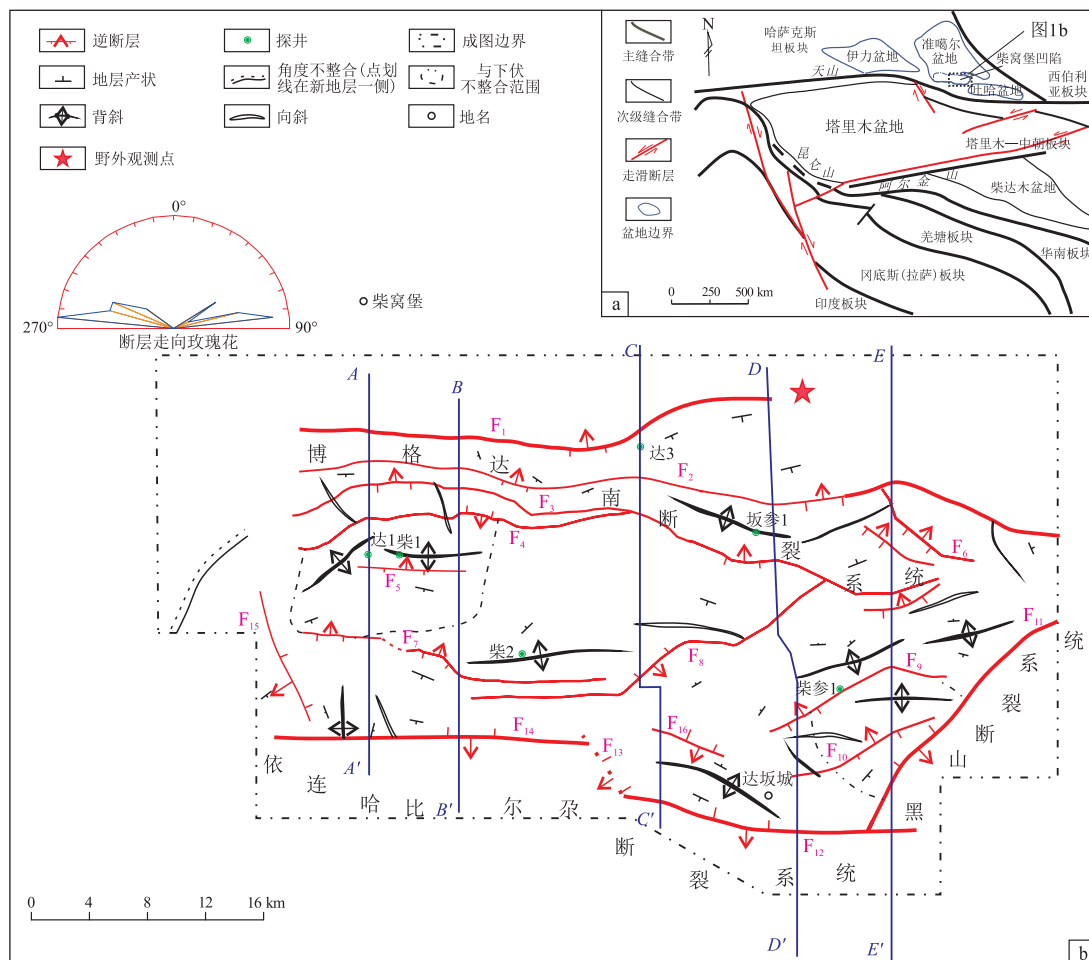 逆断层
探井
成图边界
地层产状
角度不整合(点划
线在新地层一侧)
与下伏
不整合范围
背斜
向斜
地名
野外观测点
0°
270°
90°
断层走向玫瑰花
柴窝堡
N
主缝合带
次级缝合带
走滑断层
盆地边界
哈萨克斯
坦板块
伊力盆地
准噶尔
盆地
柴窝堡凹陷
图1b
西伯利
亚板块
天山
吐哈盆地
塔里木盆地
塔里木—中朝板块
昆仑山
阿尔金山
柴达木盆地
羌塘板块
华南板块
冈底斯(拉萨)板块
印度板块
a
0 250 500 km
A
B
C
D
E
F1
博格达南断裂系统
达3
F2
F3
F4
坂参1
达1
柴1
F5
F6
F15
F7
柴2
F8
F11
F9
柴参1
F14
F16
F13
F10
达坂城
F12
依连哈比尔尕断裂系统
黑山断裂系统
A′
B′
C′
D′
E′
0 4 8 12 16 km
b